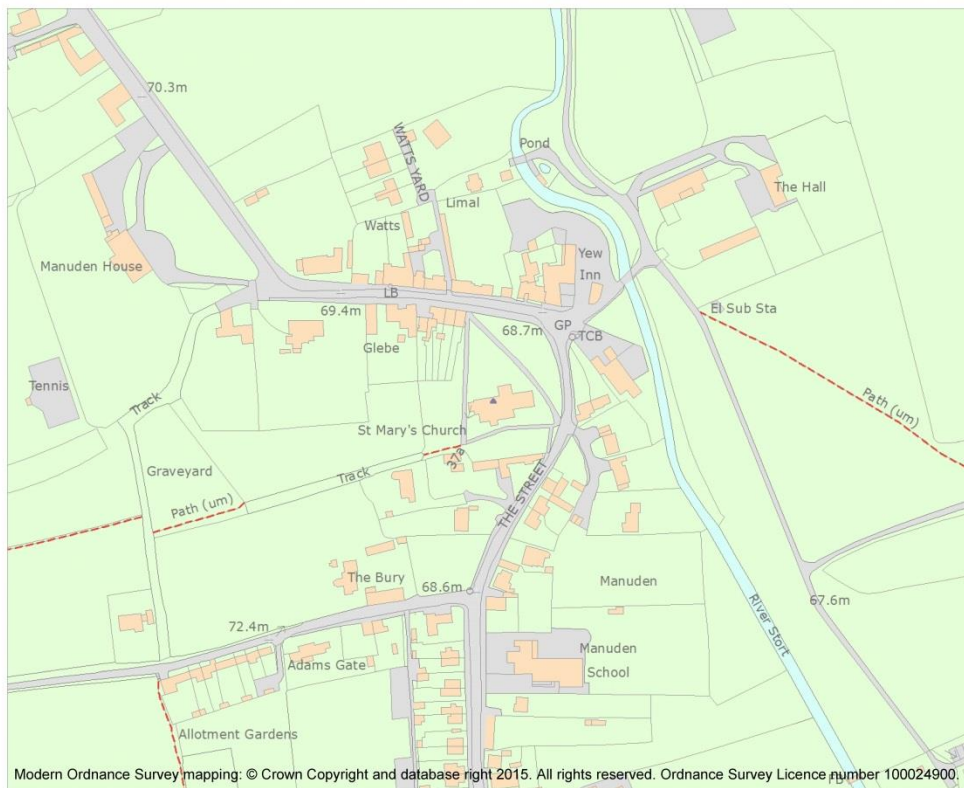 70.3m
WATTS YARD
Pond
Limal
The Hall
Watts
Manuden House
Yew
Inn
LB
69.4m
68.7m
GP
TCB
El Sub Sta
Glebe
Tennis
Track
Path (um)
St Mary's Church
37a
Graveyard
Track
Path (um)
THE STREET
The Bury
68.6m
Manuden
River Stort
67.6m
72.4m
Adams Gate
Manuden
School
Allotment Gardens
Modern Ordnance Survey mapping: © Crown Copyright and database right 2015. All rights reserved. Ordnance Survey Licence number 100024900.